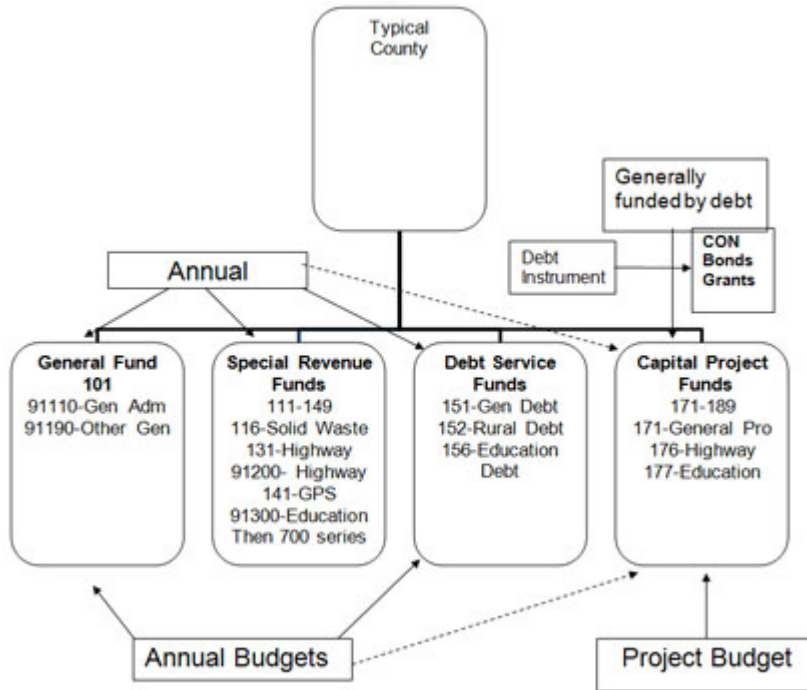 Typical
County
Generally
funded by debt
CON
Bonds
Grants
Debt
Instrument
Annual
General Fund
101
91110-Gen Adm
91190-Other Gen
Special Revenue
Funds
111-149
116-Solid Waste
131-Highway
91200- Highway
141-GPS
91300-Education
Then 700 series
Debt Service
Funds
151-Gen Debt
152-Rural Debt
156-Education
Debt
Capital Project
Funds
171-189
171-General Pro
176-Highway
177-Education
Annual Budgets
Project Budget